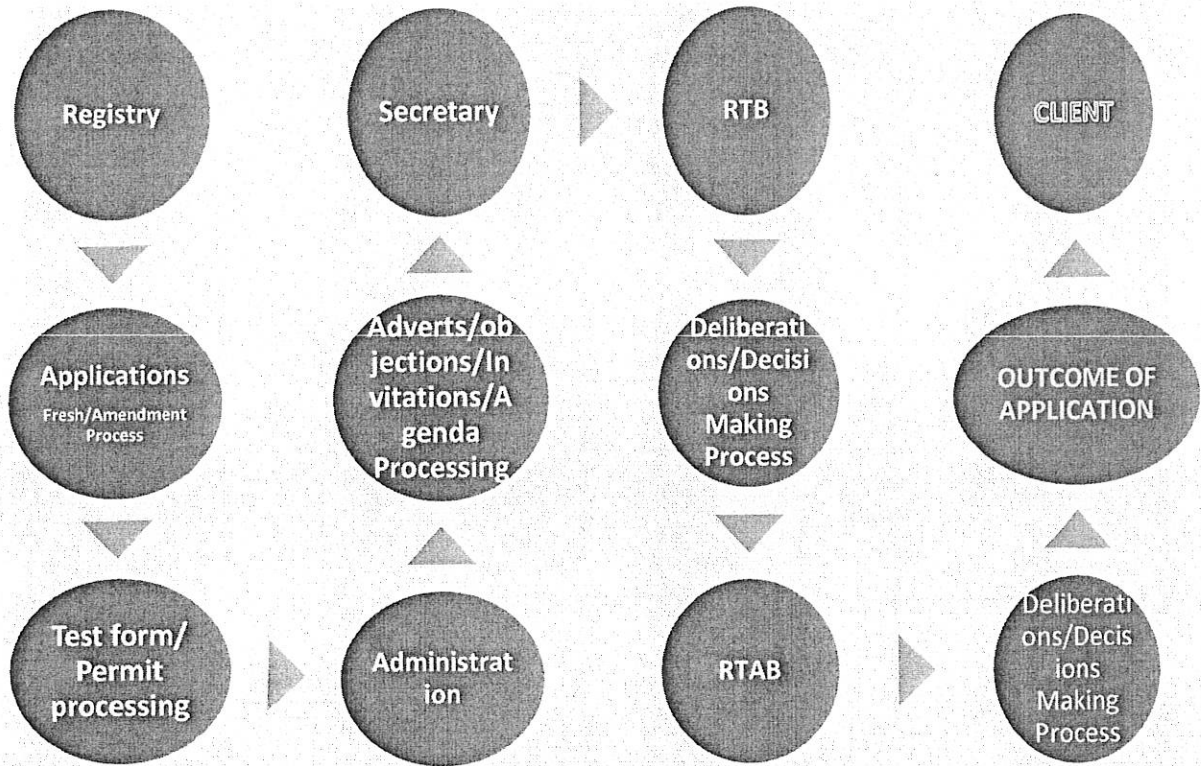 Registry
Secretary
RTB
CLIENT
Applications
Fresh/Amendment
Process
Adverts/ob
jections/In
vitations/A
genda
Processing
Deliberati
ons/Decisi
ons
Making
Process
OUTCOME OF
APPLICATION
Test form/
Permit
processing
Administrat
ion
RTAB
Deliberati
ons/Decis
ions
Making
Process